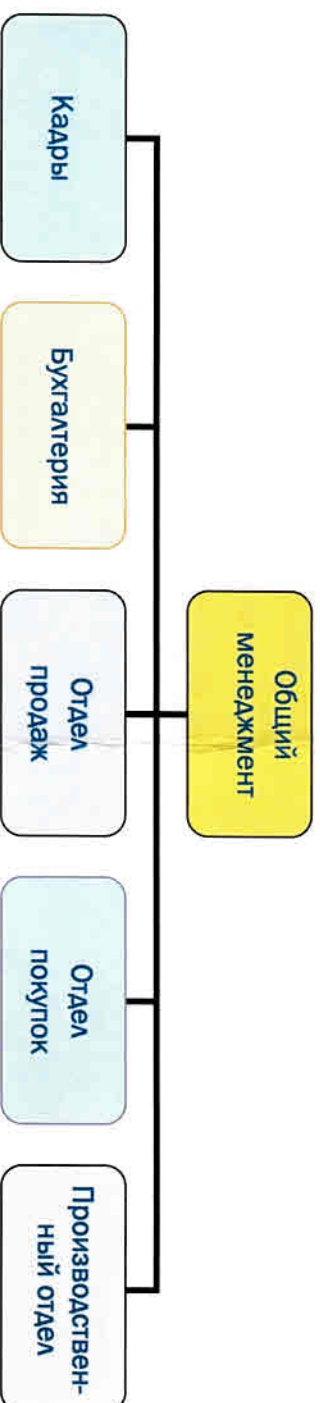 Общий
менеджмент
Кадры
Бухгалтерия
Отдел
продаж
Отдел
покупок
Производствен-
ный отдел